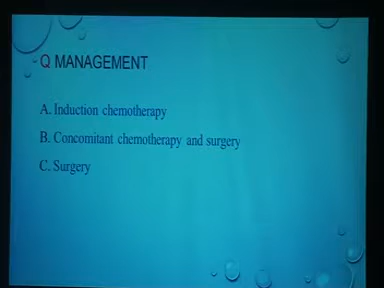 Q MANAGEMENT
A. Induction chemotherapy
B. Concomitant chemotherapy and surgery
C. Surgery